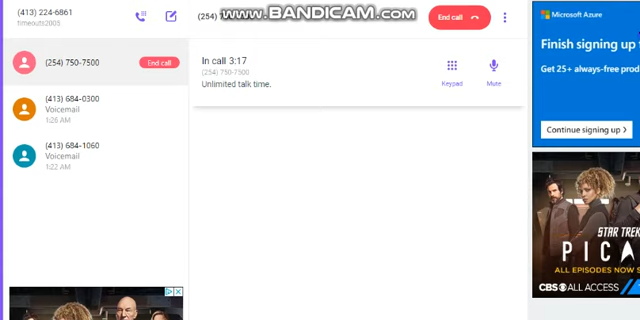 (413) 224-6861
timeouts2005
(254) 7
www.BANDICAM.com
End call
(254) 750-7500
End call
(413) 684-0300
Voicemail
1:26 AM
(413) 684-1060
Voicemail
1:22 AM
In call 3:17
(254) 750-7500
Unlimited talk time.
Keypad
Mute
Microsoft Azure
Finish signing up
Get 25+ always-free
Continue signing up >
STAR TREK
PICA
ALL EPISODES NOW
CBS ALL ACCESS